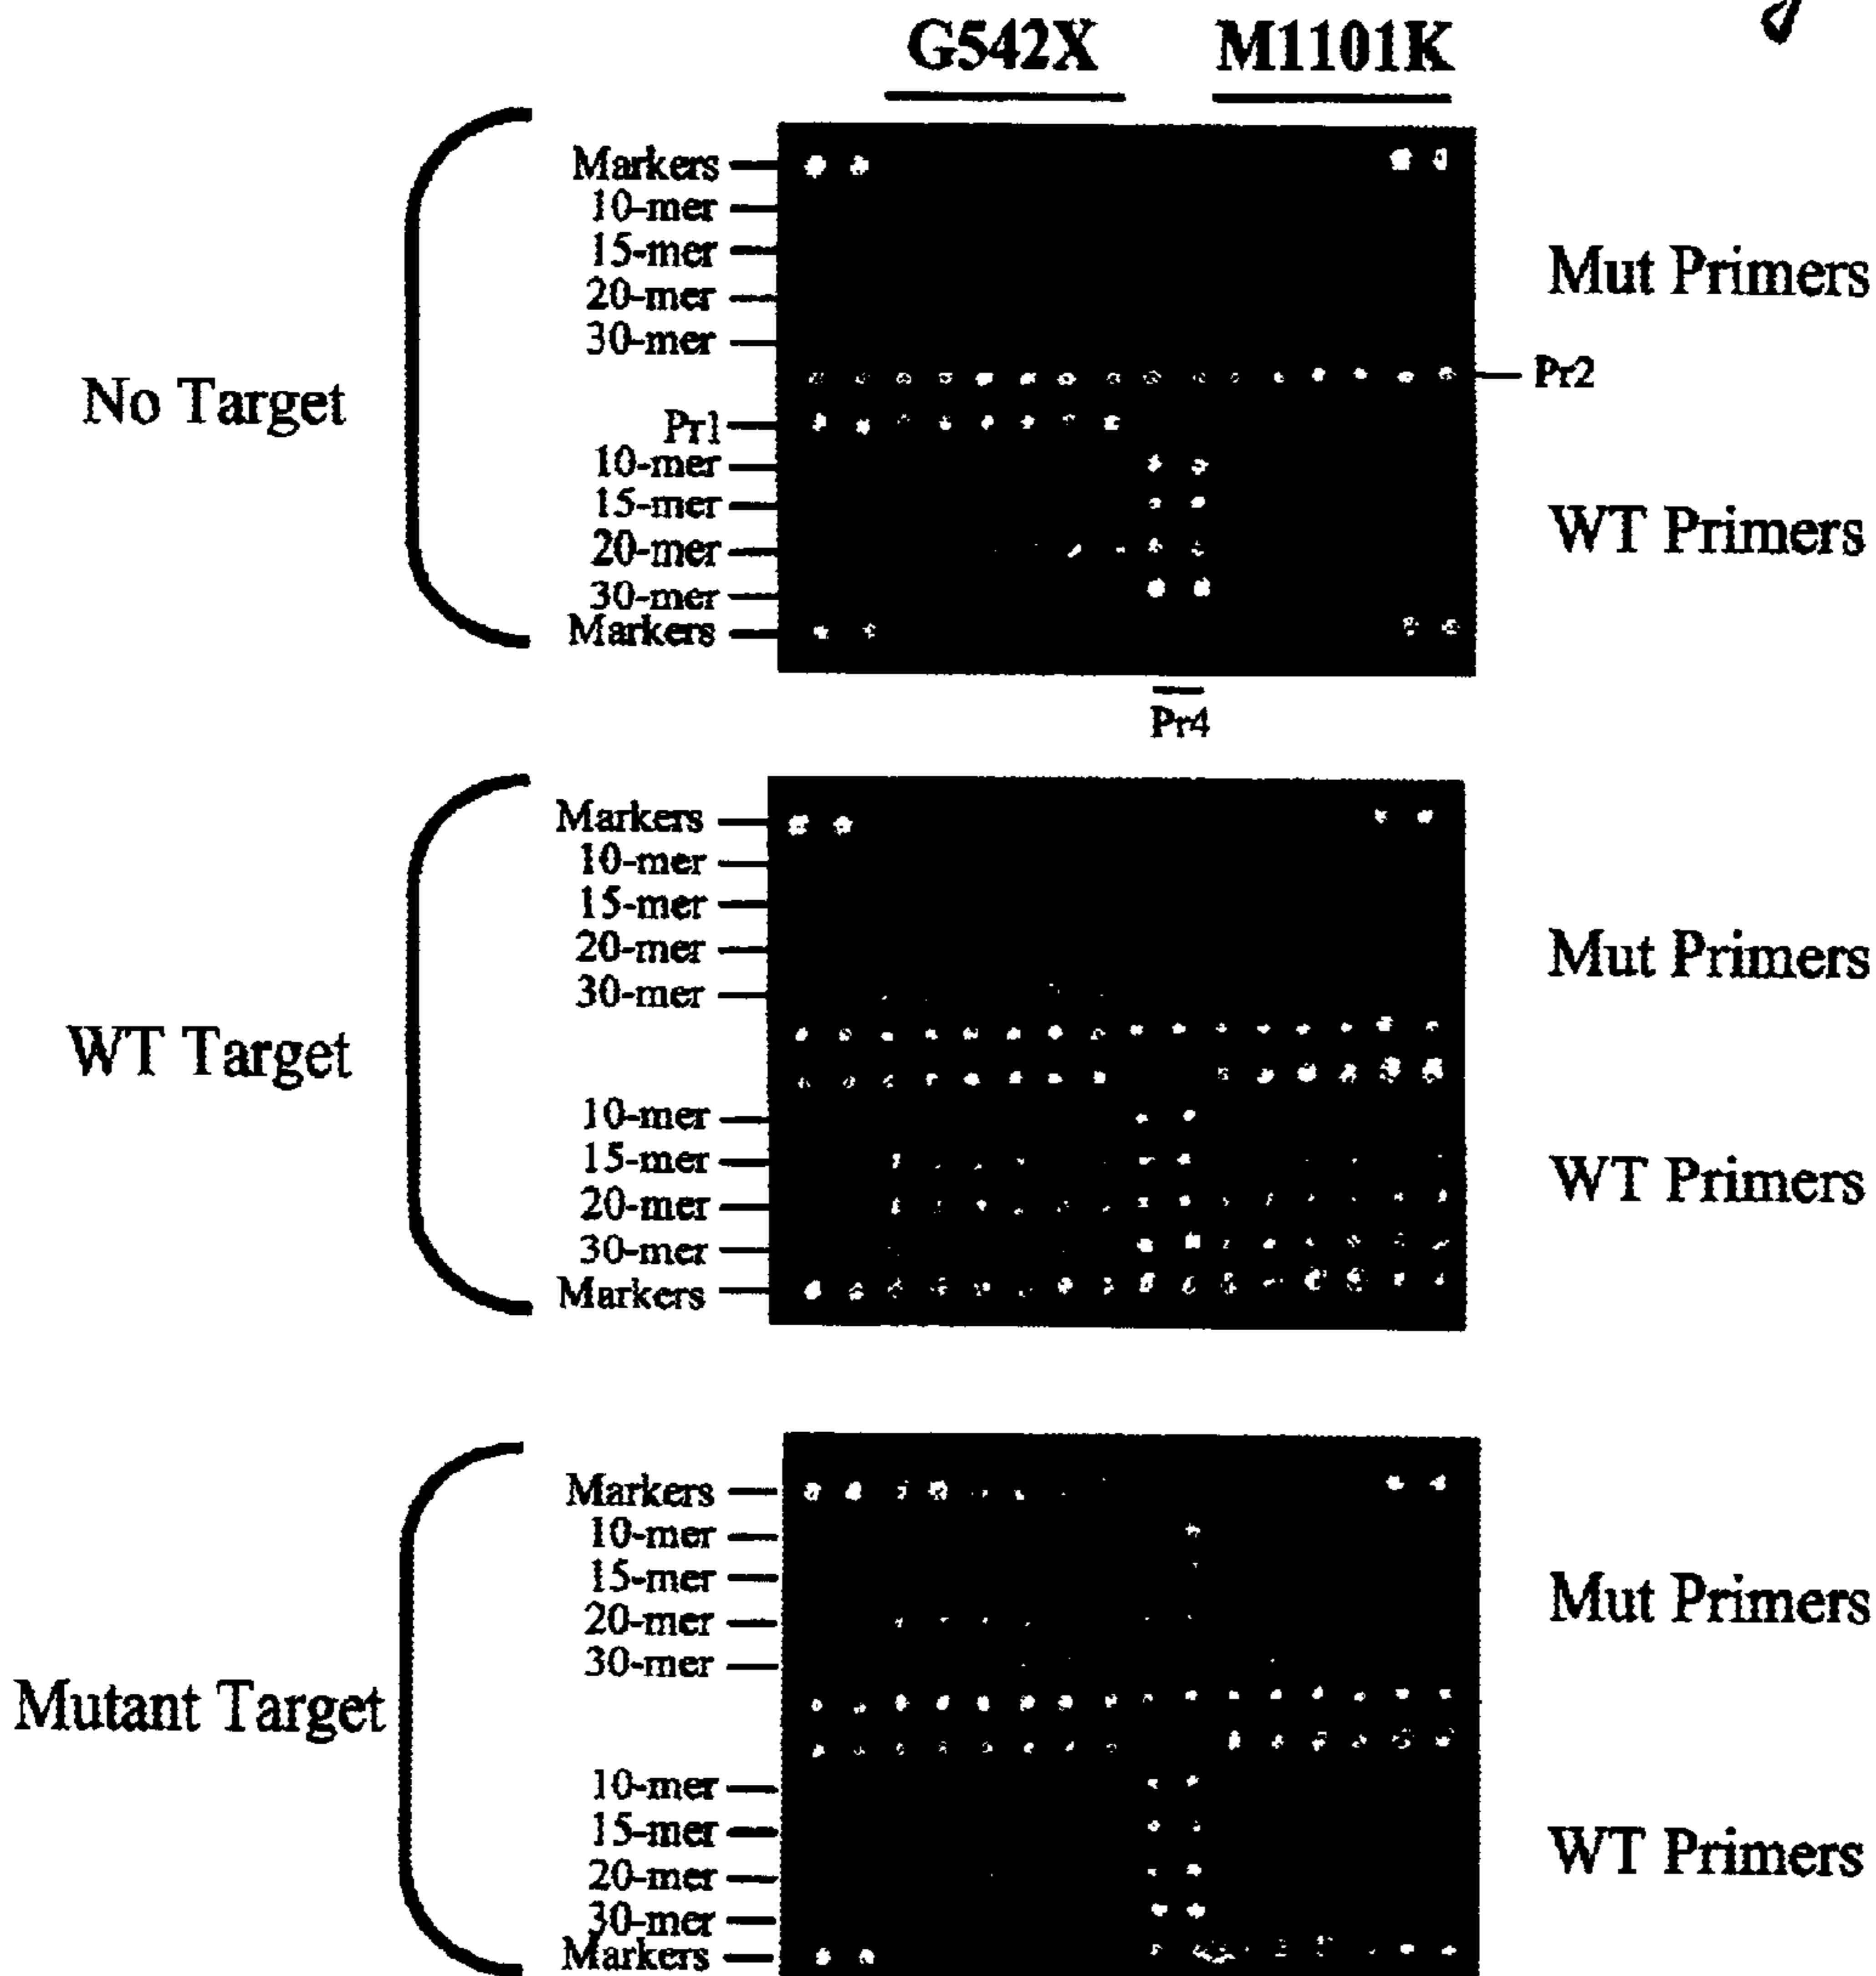 G542X M1101K
Markers
10-mer
15-mer
20-mer
30-mer
Mut Primers
Pr2
No Target
Pr1
10-mer
15-mer
20-mer
30-mer
Markers
WT Primers
Pr4
Markers
10-mer
15-mer
20-mer
30-mer
Mut Primers
WT Target
10-mer
15-mer
20-mer
30-mer
Markers
WT Primers
Markers
10-mer
15-mer
20-mer
30-mer
Mut Primers
Mutant Target
10-mer
15-mer
20-mer
30-mer
Markers
WT Primers